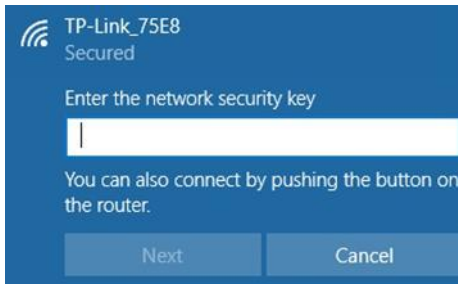 TP-Link_75E8
Secured
Enter the network security key
You can also connect by pushing the button on
the router.
Next
Cancel